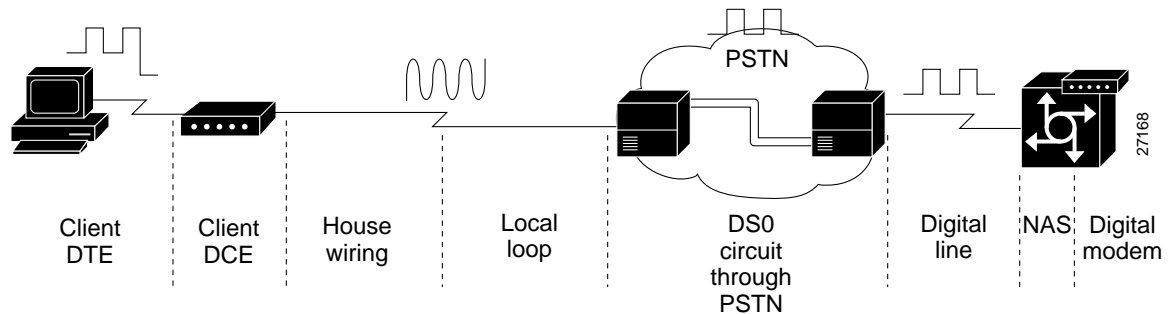 PSTN
27168
Client
DTE
Client
DCE
House
wiring
Local
loop
DS0
circuit
through
PSTN
Digital
line
NAS
Digital
modem